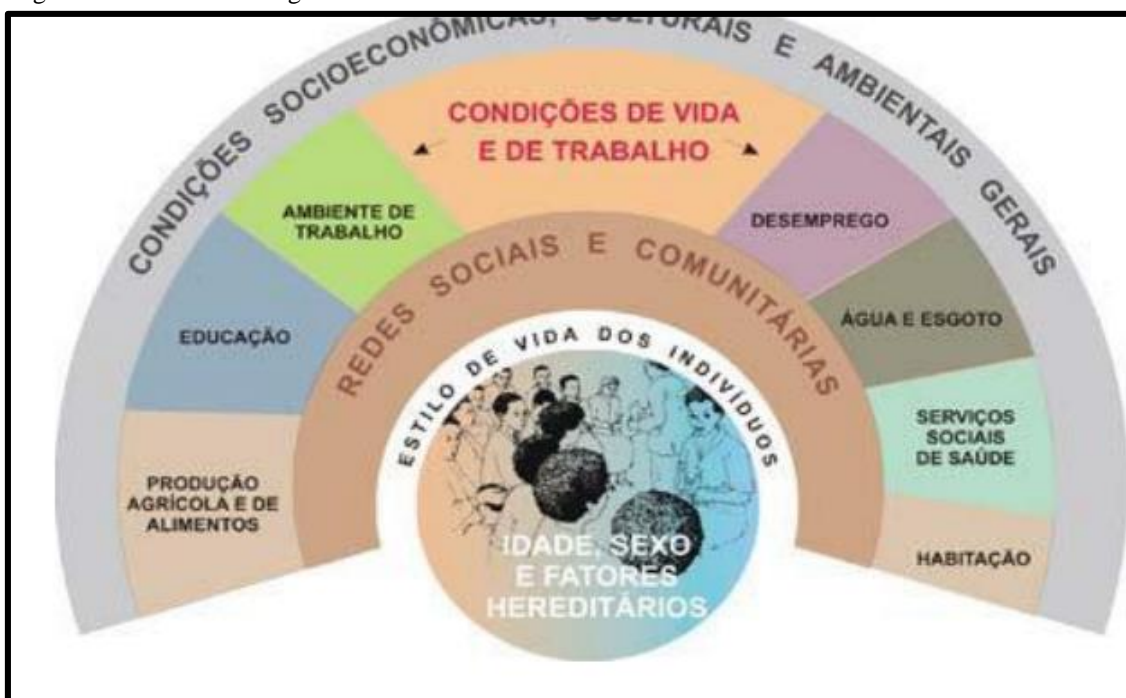 CONDIÇÕES SOCIOECONÔMICAS, CULTURAIS E AMBIENTAIS GERAIS
CONDIÇÕES DE VIDA
E DE TRABALHO
AMBIENTE DE
TRABALHO
DESEMPREGO
EDUCAÇÃO
ÁGUA E ESGOTO
PRODUÇÃO
AGRÍCOLA E DE
ALIMENTOS
SERVIÇOS
SOCIAIS
DE SAÚDE
HABITAÇÃO
REDES SOCIAIS E COMUNITÁRIAS
ESTILO DE VIDA DOS INDIVÍDUOS
IDADE, SEXO
E FATORES
HEREDITÁRIOS